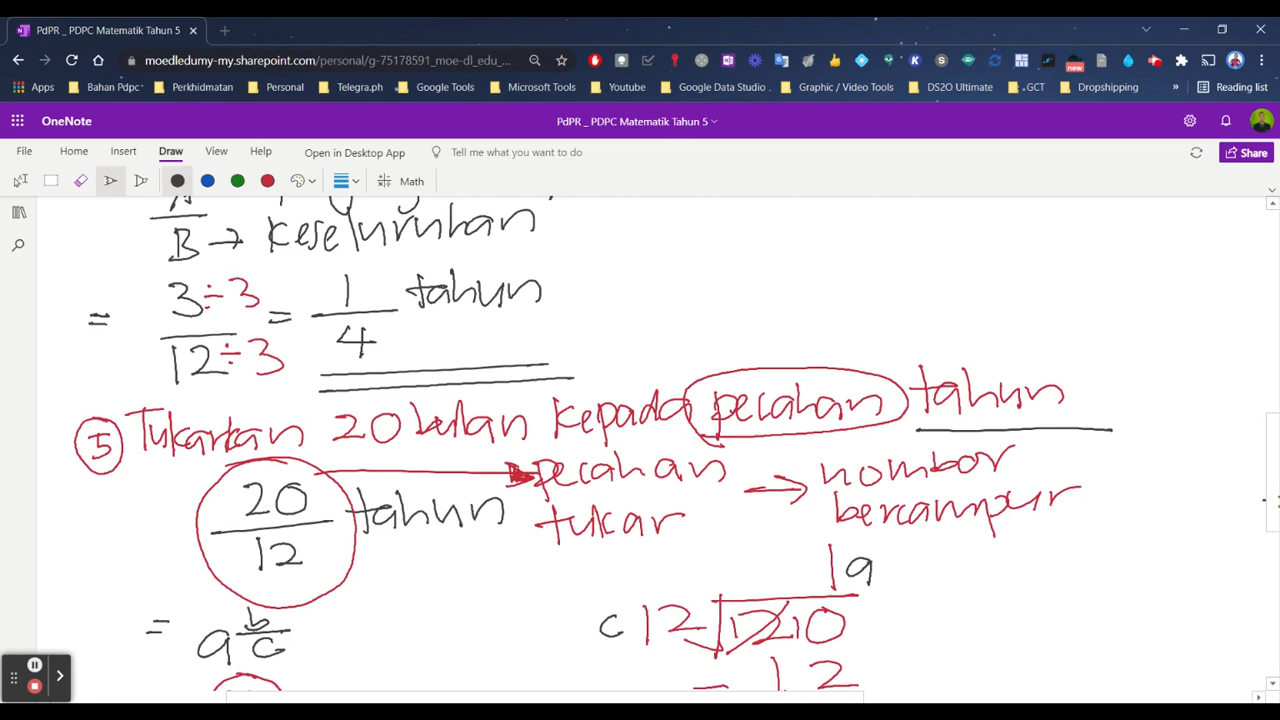 PdPR _ PDPC Matematik Tahun 5
moedledumy-my.sharepoint.com/personal/g-75178591_moe-dl_edu_...
Apps Bahan Pdpc Perkhidmatan Personal Telegra.ph Google Tools Microsoft Tools Youtube Google Data Studio Graphic / Video Tools DS2O Ultimate GCT Dropshipping » Reading list
OneNote PdPR _ PDPC Matematik Tahun 5
File Home Insert Draw View Help Open in Desktop App Tell me what you want to do Share
Math
B → keseluruhan
= 3÷3 = 1 tahun
12÷3 4
5 Tukarkan 20 bulan kepada pecahan tahun
20 tahun
12
pecahan → nombor
tukar bercampur
1 a
= a b
c
c 12
1 2